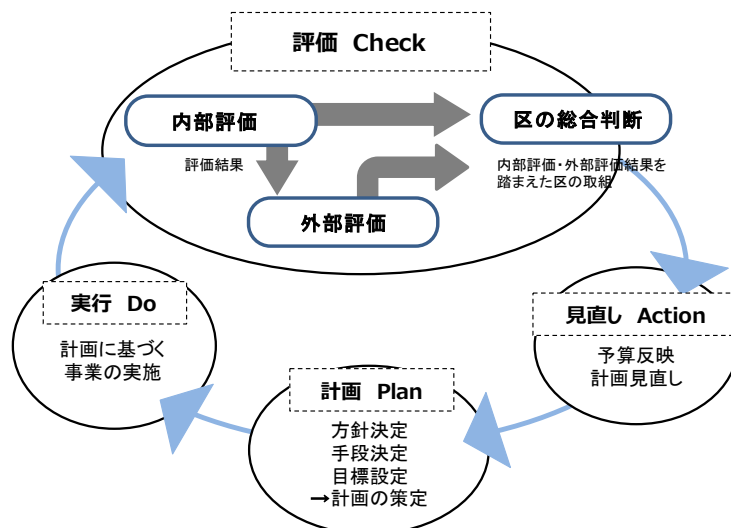 評価 Check
内部評価
区の総合判断
評価結果
内部評価・外部評価結果を
踏まえた区の取組
外部評価
実行 Do
計画に基づく
事業の実施
見直し Action
予算反映
計画見直し
計画 Plan
方針決定
手段決定
目標設定
→計画の策定